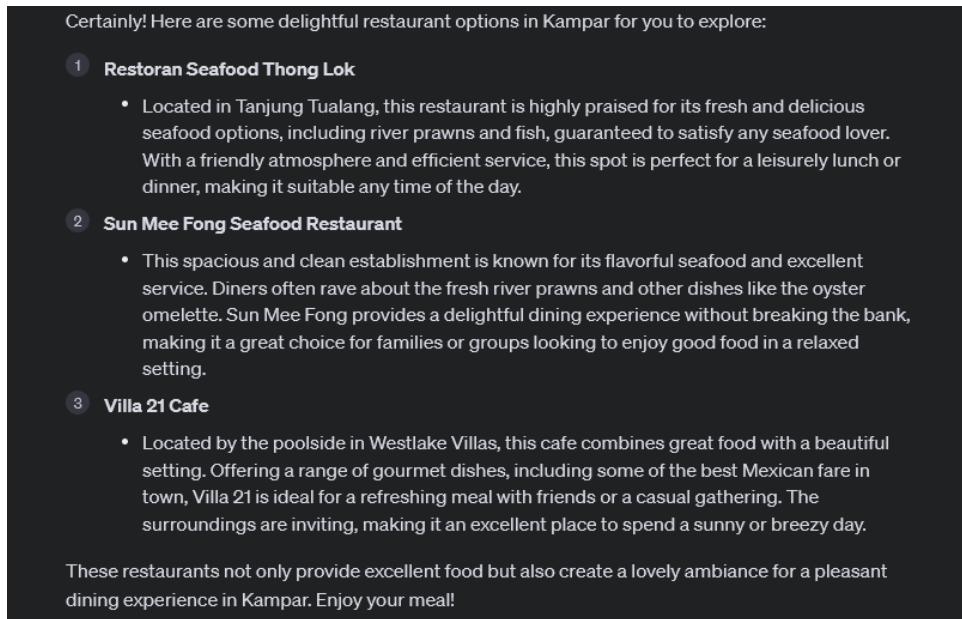 Certainly! Here are some delightful restaurant options in Kampar for you to explore:
1 Restoran Seafood Thong Lok
• Located in Tanjung Tualang, this restaurant is highly praised for its fresh and delicious
seafood options, including river prawns and fish, guaranteed to satisfy any seafood lover.
With a friendly atmosphere and efficient service, this spot is perfect for a leisurely lunch or
dinner, making it suitable any time of the day.
2 Sun Mee Fong Seafood Restaurant
• This spacious and clean establishment is known for its flavorful seafood and excellent
service. Diners often rave about the fresh river prawns and other dishes like the oyster
omelette. Sun Mee Fong provides a delightful dining experience without breaking the bank,
making it a great choice for families or groups looking to enjoy good food in a relaxed
setting.
3 Villa 21 Cafe
• Located by the poolside in Westlake Villas, this cafe combines great food with a beautiful
setting. Offering a range of gourmet dishes, including some of the best Mexican fare in
town, Villa 21 is ideal for a refreshing meal with friends or a casual gathering. The
surroundings are inviting, making it an excellent place to spend a sunny or breezy day.
These restaurants not only provide excellent food but also create a lovely ambiance for a pleasant
dining experience in Kampar. Enjoy your meal!